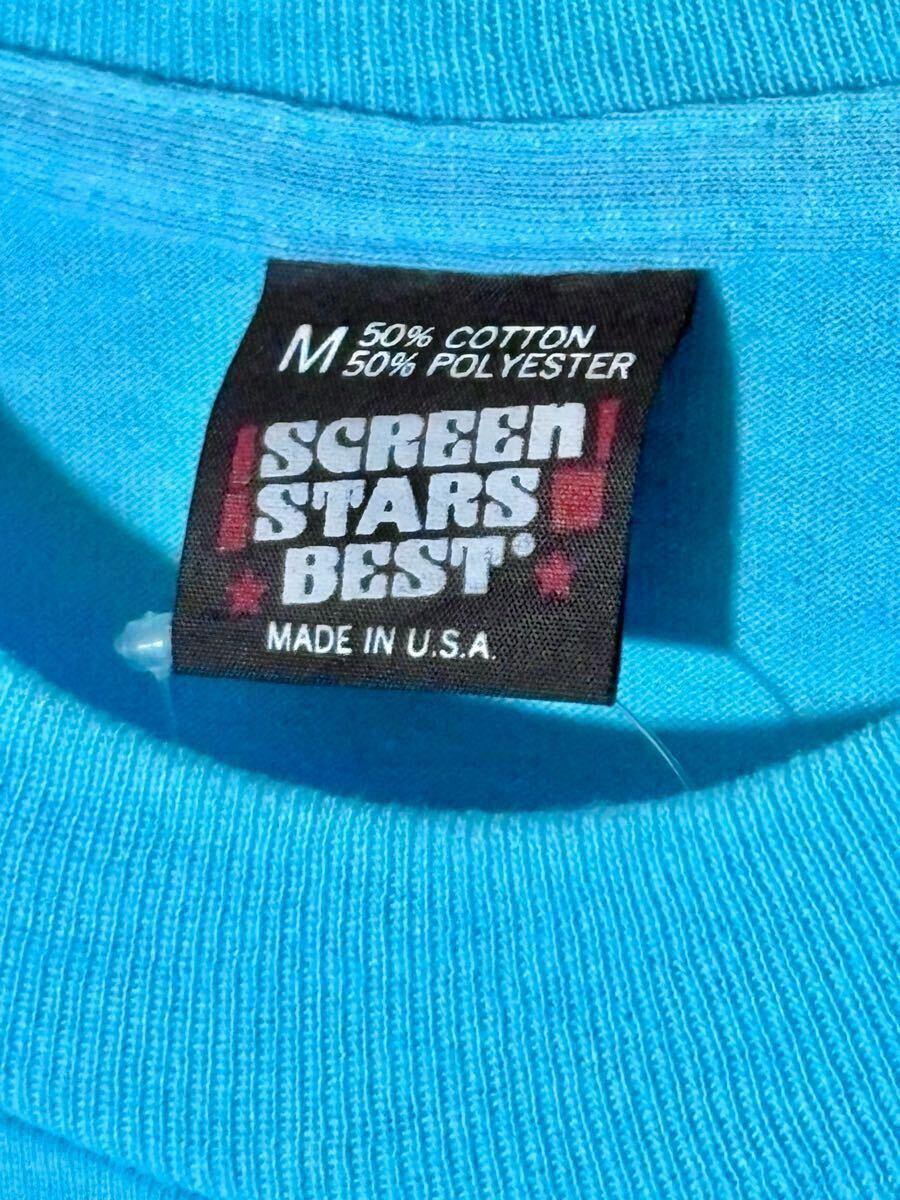 M 50% COTTON
50% POLYESTER
SCREEN
STARS
BEST®
MADE IN U.S.A.